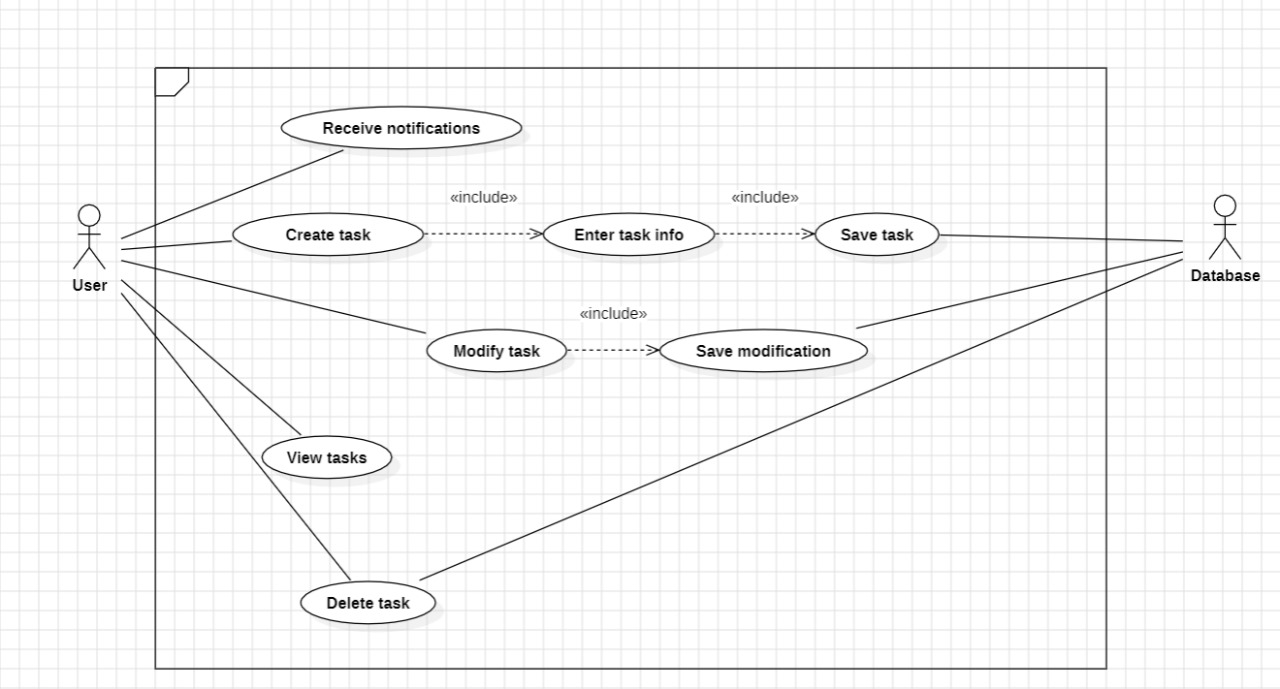 Receive notifications
«include»
«include»
Create task
Enter task info
Save task
User
Database
«include»
Modify task
Save modification
View tasks
Delete task